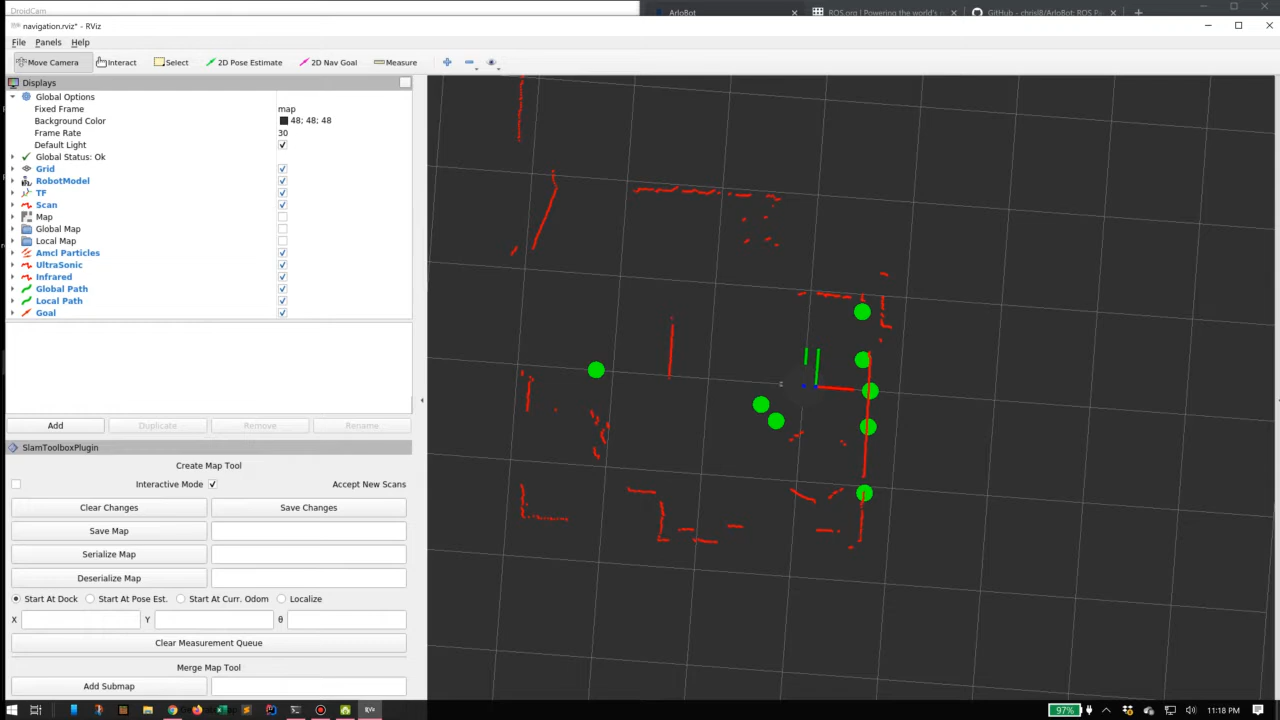 DroidCam
ArloBot
ROS.org | Powering the world's
GitHub - chrisl8/ArloBot: ROS P
navigation.rviz* - RViz
File Panels Help
Move Camera Interact Select 2D Pose Estimate 2D Nav Goal Measure
Displays
Global Options
Fixed Frame map
Background Color 48; 48; 48
Frame Rate 30
Default Light
Global Status: Ok
Grid
RobotModel
TF
Scan
Map
Global Map
Local Map
Amcl Particles
UltraSonic
Infrared
Global Path
Local Path
Goal
Add Duplicate Remove Rename
SlamToolboxPlugin
Create Map Tool
Interactive Mode Accept New Scans
Clear Changes Save Changes
Save Map
Serialize Map
Deserialize Map
Start At Dock Start At Pose Est. Start At Curr. Odom Localize
X Y θ
Clear Measurement Queue
Merge Map Tool
Add Submap
97% 11:18 PM